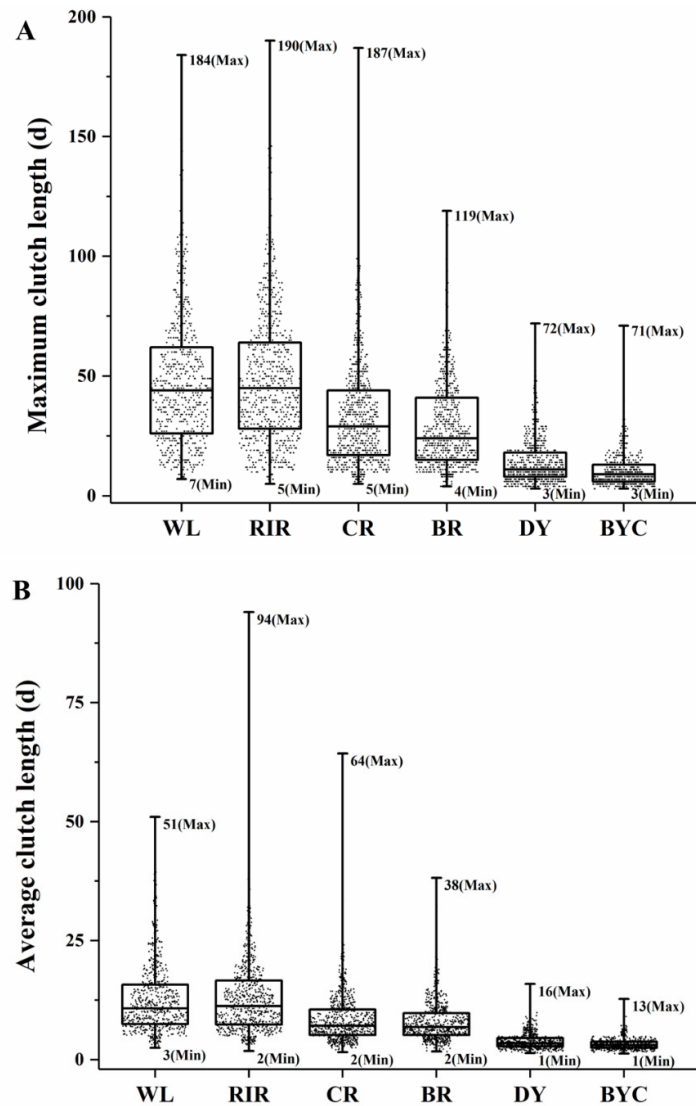 A
Maximum clutch length (d)
200
150
100
50
0
184(Max)
190(Max)
187(Max)
119(Max)
72(Max)
71(Max)
7(Min)
5(Min)
5(Min)
4(Min)
3(Min)
3(Min)
WL RIR CR BR DY BYC
B
Average clutch length (d)
100
75
50
25
0
51(Max)
94(Max)
64(Max)
38(Max)
16(Max)
13(Max)
3(Min)
2(Min)
2(Min)
2(Min)
1(Min)
1(Min)
WL RIR CR BR DY BYC